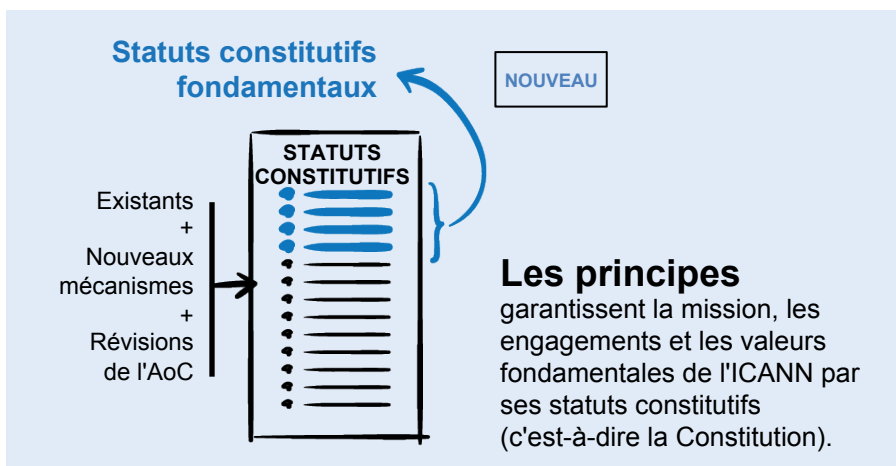 Statuts constitutifs
fondamentaux
NOUVEAU
STATUTS
CONSTITUTIFS
Existants
+
Nouveaux
mécanismes
+
Révisions
de l'AoC
Les principes
garantissent la mission, les
engagements et les valeurs
fondamentales de l'ICANN par
ses statuts constitutifs
(c'est-à-dire la Constitution).